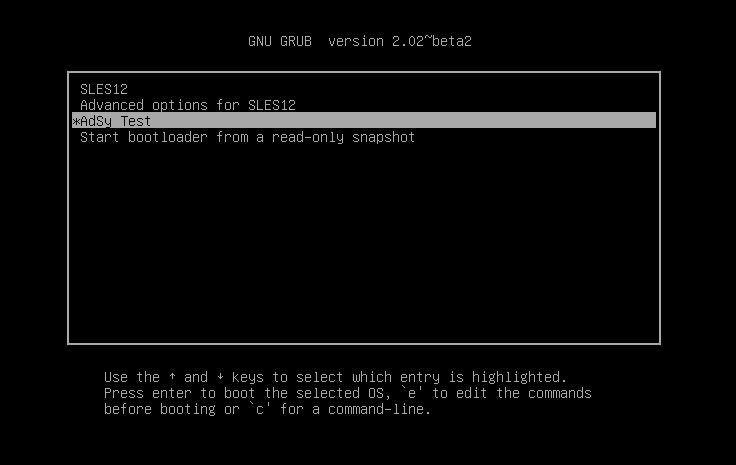 GNU GRUB  version 2.02~beta2
SLES12
Advanced options for SLES12
*AdSy Test
Start bootloader from a read-only snapshot
Use the ↑ and ↓ keys to select which entry is highlighted.
Press enter to boot the selected OS, `e' to edit the commands
before booting or `c' for a command-line.